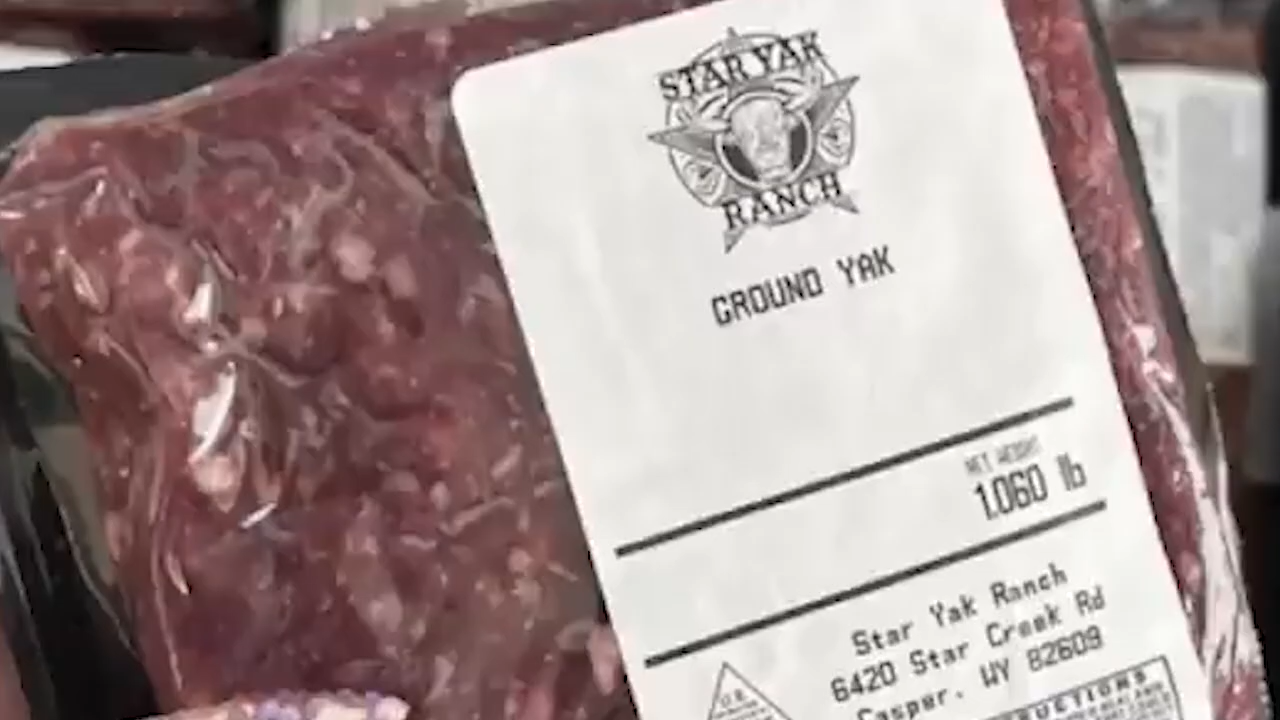 STAR YAK
RANCH
GROUND YAK
NET WEIGHT
1.060 lb
Star Yak Ranch
6420 Star Creek Rd
Casper, WY 82609
U.S.